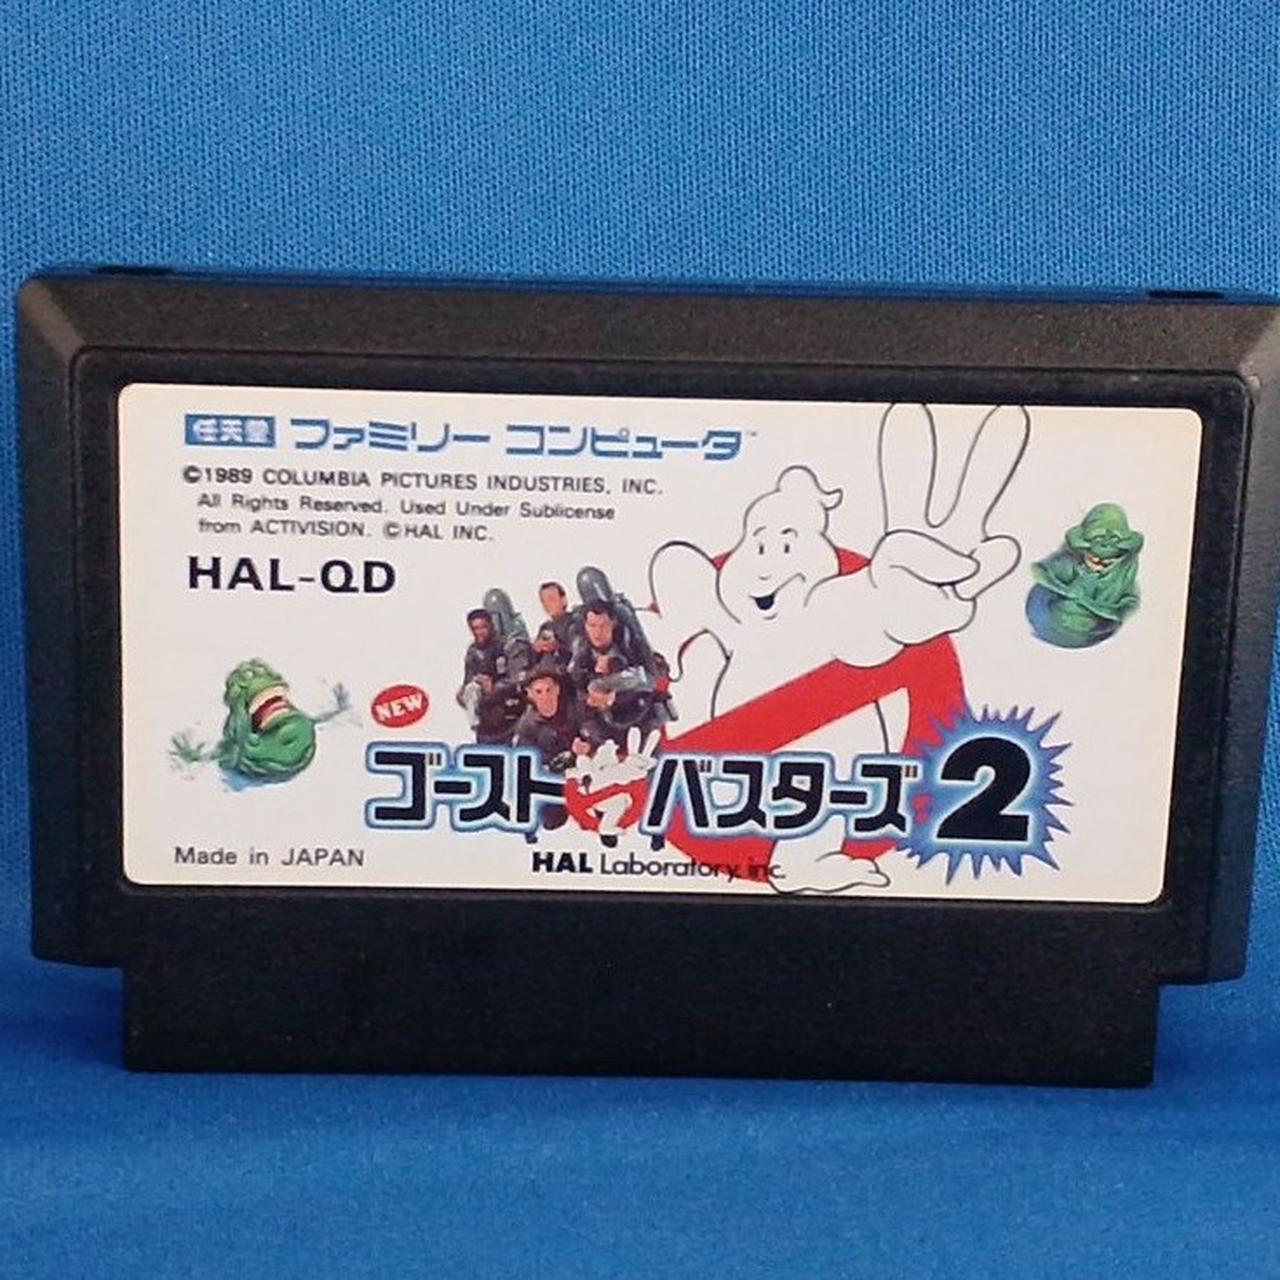 任天堂 ファミリー コンピュータ™
©1989 COLUMBIA PICTURES INDUSTRIES, INC.
All Rights Reserved. Used Under Sublicense
from ACTIVISION. ©HAL INC.
HAL-QD
NEW
ゴーストバスターズ2
Made in JAPAN
HAL Laboratory, inc.